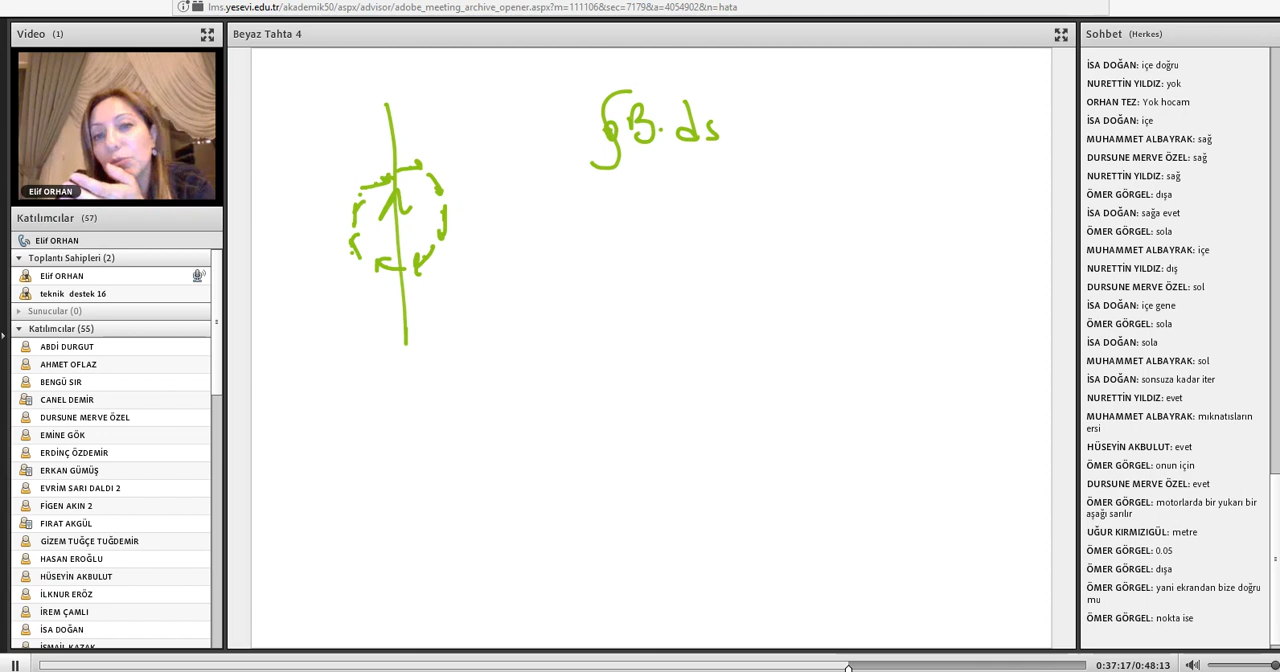 lms.yesevi.edu.tr/akademik50/aspx/advisor/adobe_meeting_archive_opener.aspx?m=111106&sec=7179&a=4054902&n=hata
Video (1)
Elif ORHAN
Katılımcılar (57)
Elif ORHAN
Toplantı Sahipleri (2)
Elif ORHAN
teknik destek 16
Sunucular (0)
Katılımcılar (55)
ABDİ DURGUT
AHMET OFLAZ
BENGÜ SIR
CANEL DEMİR
DURSUNE MERVE ÖZEL
EMİNE GÖK
ERDİNÇ ÖZDEMİR
ERKAN GÜMÜŞ
EVRİM SARI DALDI 2
FİGEN AKIN 2
FIRAT AKGÜL
GİZEM TUĞÇE TUĞDEMİR
HASAN EROĞLU
HÜSEYİN AKBULUT
İLKNUR ERÖZ
İREM ÇAMLI
İSA DOĞAN
İSMAİL KAZAK
Beyaz Tahta 4
∮B. ds
Sohbet (Herkes)
İSA DOĞAN: içe doğru
NURETTİN YILDIZ: yok
ORHAN TEZ: Yok hocam
İSA DOĞAN: içe
MUHAMMET ALBAYRAK: sağ
DURSUNE MERVE ÖZEL: sağ
NURETTİN YILDIZ: sağ
ÖMER GÖRGEL: dışa
İSA DOĞAN: sağa evet
ÖMER GÖRGEL: sola
MUHAMMET ALBAYRAK: içe
NURETTİN YILDIZ: dış
DURSUNE MERVE ÖZEL: sol
İSA DOĞAN: içe gene
ÖMER GÖRGEL: sola
İSA DOĞAN: sola
MUHAMMET ALBAYRAK: sol
İSA DOĞAN: sonsuza kadar iter
NURETTİN YILDIZ: evet
MUHAMMET ALBAYRAK: mıknatısların
ersi
HÜSEYİN AKBULUT: evet
ÖMER GÖRGEL: onun için
DURSUNE MERVE ÖZEL: evet
ÖMER GÖRGEL: motorlarda bir yukarı bir
aşağı sarılır
UĞUR KIRMIZIGÜL: metre
ÖMER GÖRGEL: 0.05
ÖMER GÖRGEL: dışa
ÖMER GÖRGEL: yani ekrandan bize doğru
mu
ÖMER GÖRGEL: nokta ise
0:37:17/0:48:13